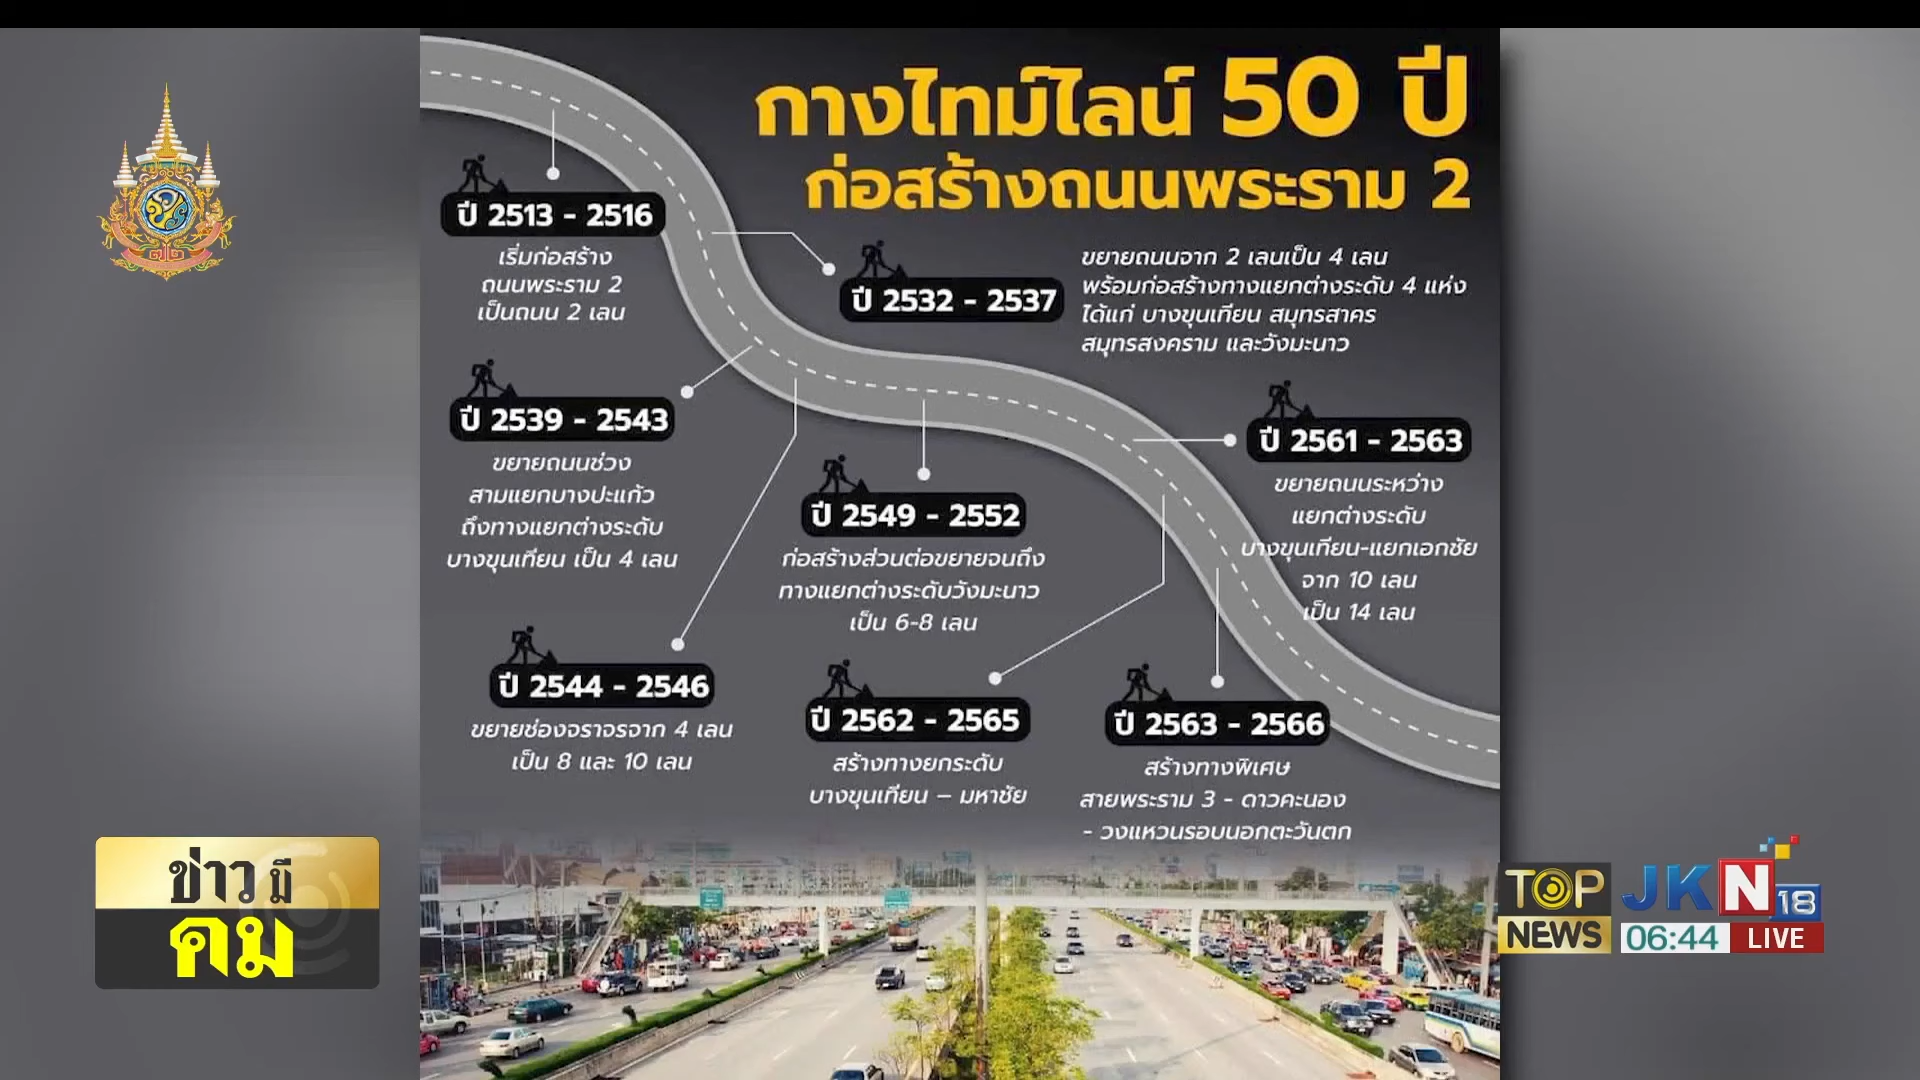 กางไทม์ไลน์ 50 ปี
ก่อสร้างถนนพระราม 2
ปี 2513 - 2516
เริ่มก่อสร้าง
ถนนพระราม 2
เป็นถนน 2 เลน
ปี 2532 - 2537
ขยายถนนจาก 2 เลนเป็น 4 เลน
พร้อมก่อสร้างทางแยกต่างระดับ 4 แห่ง
ได้แก่ บางขุนเทียน สมุทรสาคร
สมุทรสงคราม และวังมะนาว
ปี 2539 - 2543
ขยายถนนช่วง
สามแยกบางปะแก้ว
ถึงทางแยกต่างระดับ
บางขุนเทียน เป็น 4 เลน
ปี 2544 - 2546
ขยายช่องจราจรจาก 4 เลน
เป็น 8 และ 10 เลน
ปี 2549 - 2552
ก่อสร้างส่วนต่อขยายจนถึง
ทางแยกต่างระดับวังมะนาว
เป็น 6-8 เลน
ปี 2561 - 2563
ขยายถนนระหว่าง
แยกต่างระดับ
บางขุนเทียน-แยกเอกชัย
จาก 10 เลน
เป็น 14 เลน
ปี 2562 - 2565
สร้างทางยกระดับ
บางขุนเทียน – มหาชัย
ปี 2563 - 2566
สร้างทางพิเศษ
สายพระราม 3 - ดาวคะนอง
- วงแหวนรอบนอกตะวันตก
ข่าวมี
คม
TOP
NEWS
JKN 18
06:44 LIVE